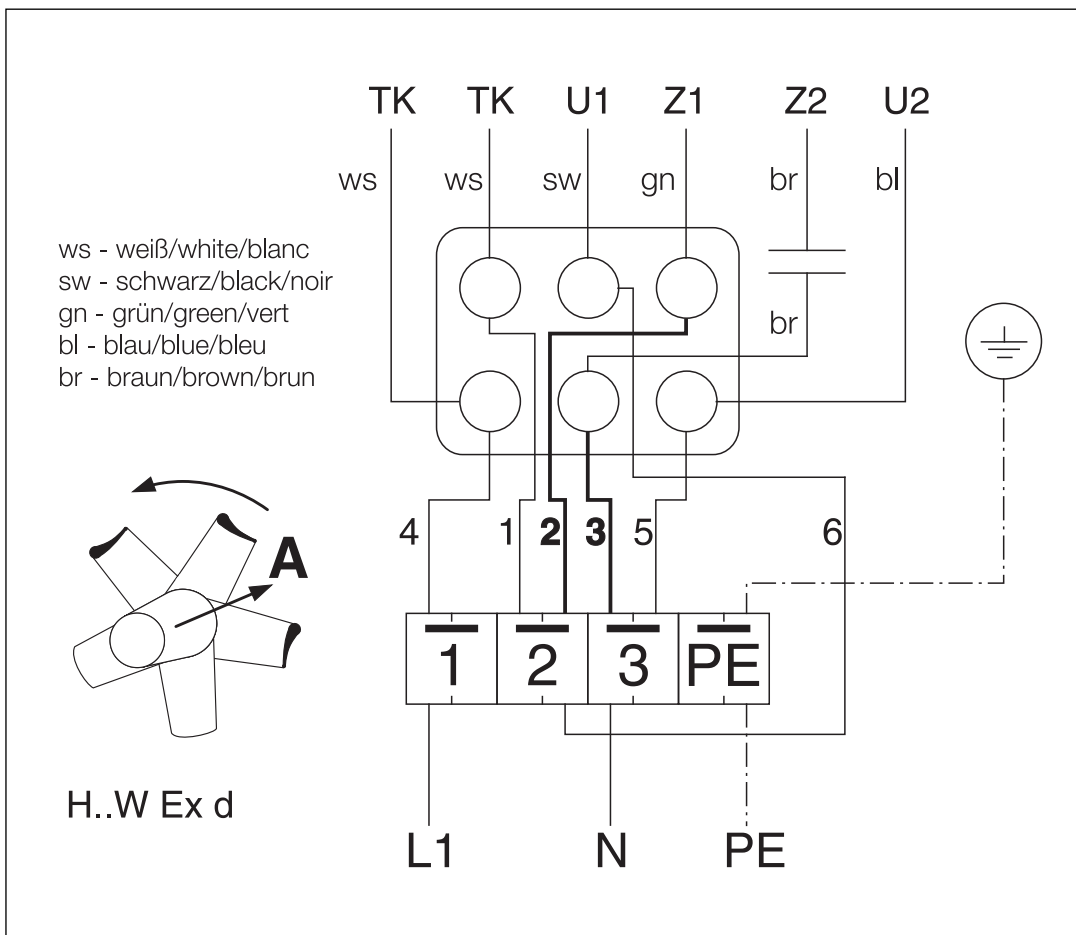 TK TK U1 Z1 Z2 U2
ws ws sw gn br bl
ws - weiß/white/blanc
sw - schwarz/black/noir
gn - grün/green/vert
bl - blau/blue/bleu
br - braun/brown/brun
br
4 1 2 3 5 6
A
1 2 3 PE
H..W Ex d
L1 N PE